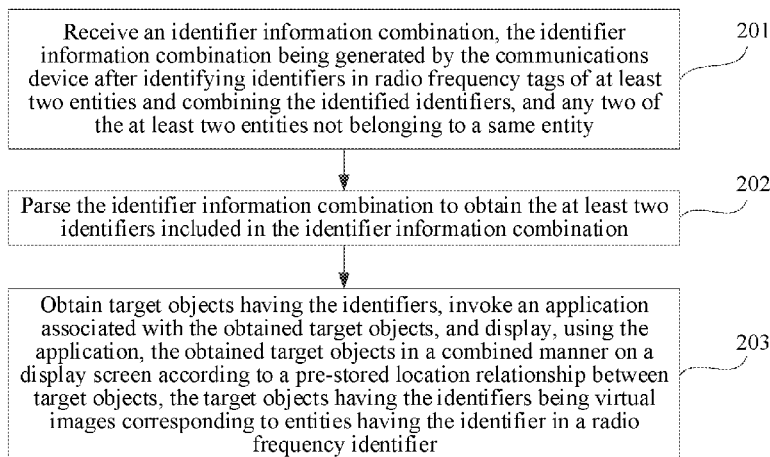 Receive an identifier information combination, the identifier
information combination being generated by the communications
device after identifying identifiers in radio frequency tags of at least
two entities and combining the identified identifiers, and any two of
the at least two entities not belonging to a same entity
201
Parse the identifier information combination to obtain the at least two
identifiers included in the identifier information combination
202
Obtain target objects having the identifiers, invoke an application
associated with the obtained target objects, and display, using the
application, the obtained target objects in a combined manner on a
display screen according to a pre-stored location relationship between
target objects, the target objects having the identifiers being virtual
images corresponding to entities having the identifier in a radio
frequency identifier
203